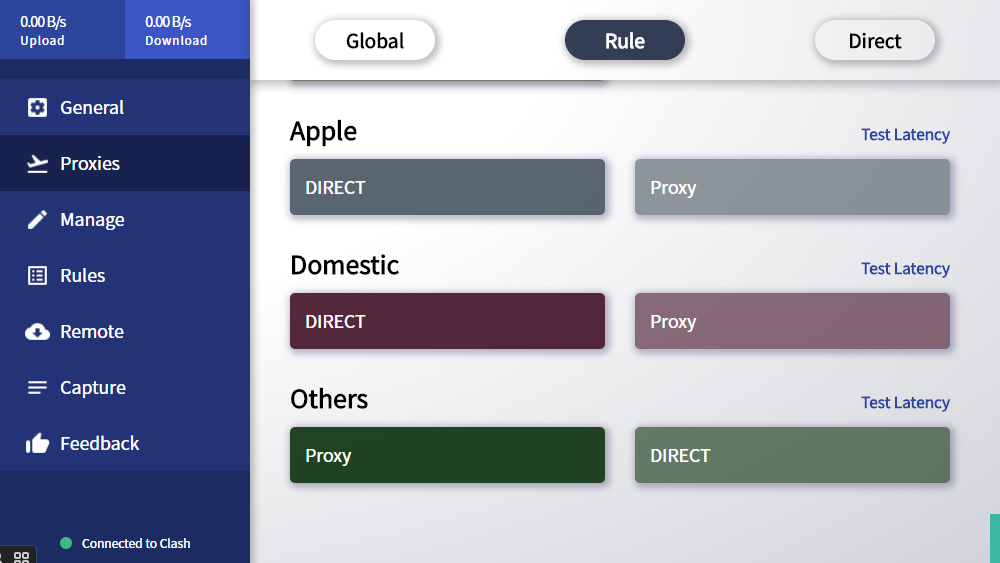 0.00 B/s 0.00 B/s
Upload Download
Global Rule Direct
General
Proxies
Manage
Rules
Remote
Capture
Feedback
Connected to Clash
Apple Test Latency
DIRECT Proxy
Domestic Test Latency
DIRECT Proxy
Others Test Latency
Proxy DIRECT